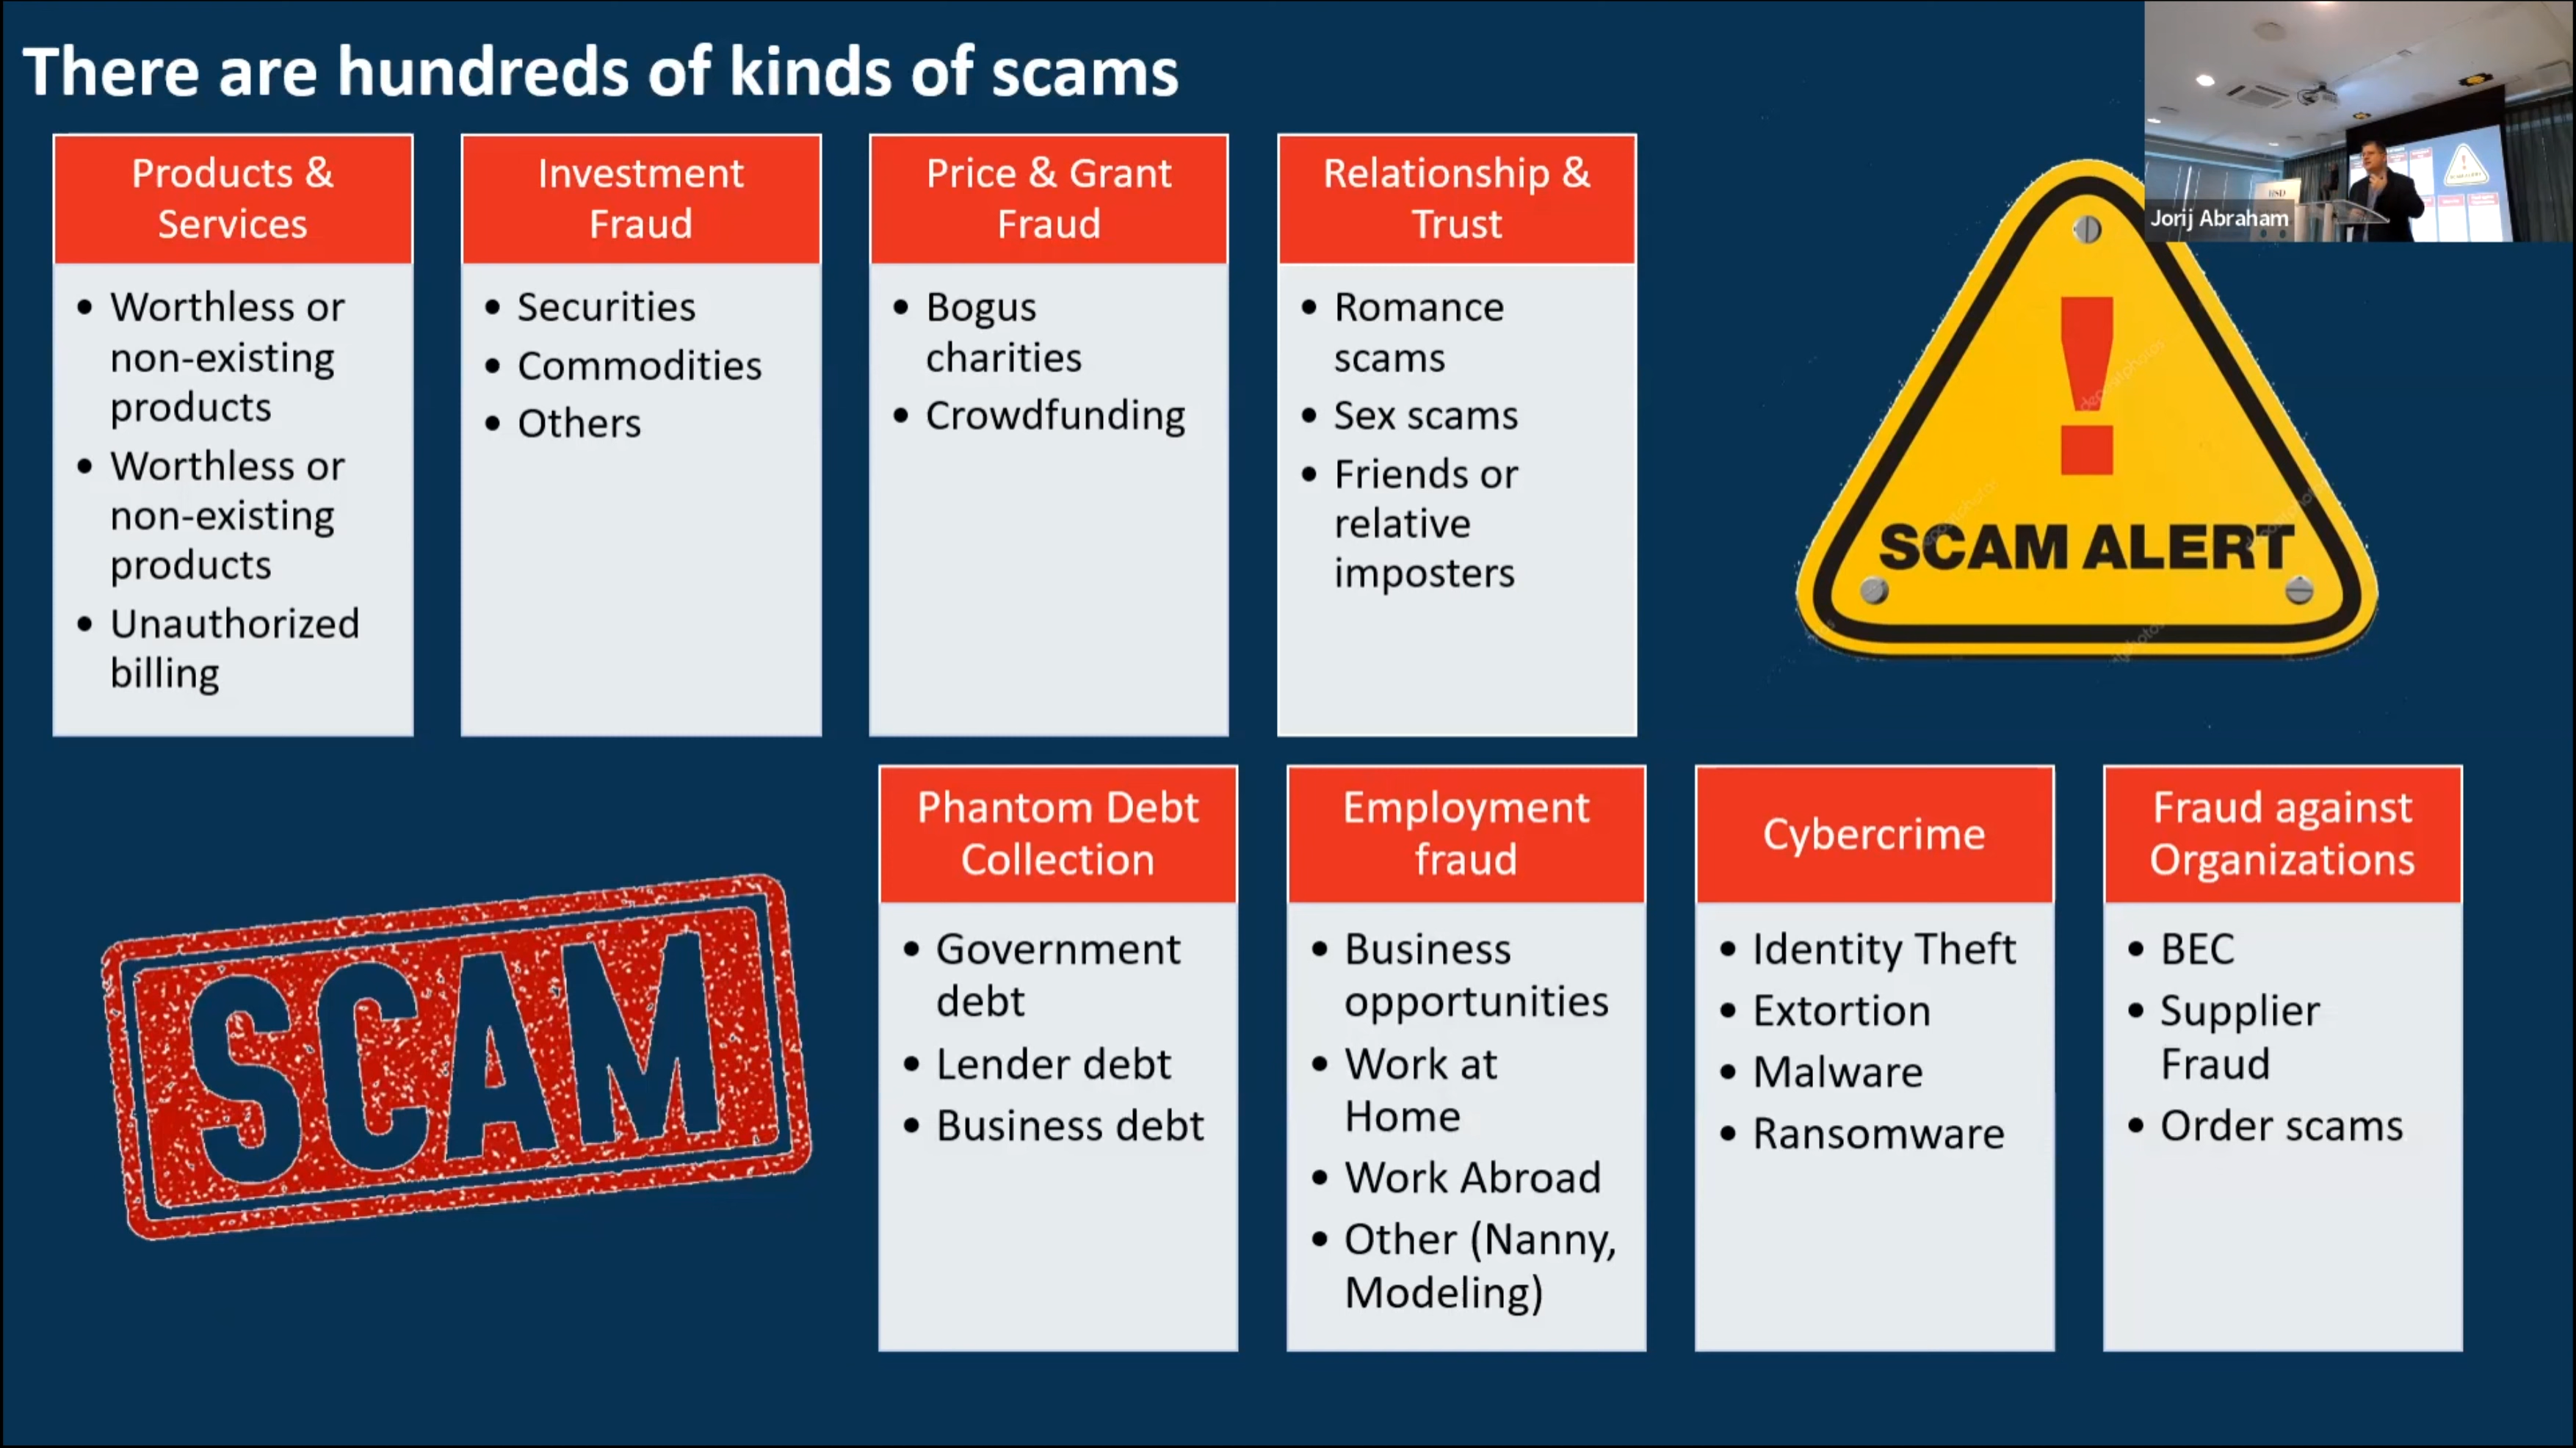 There are hundreds of kinds of scams
Jorij Abraham
Products &
Services
• Worthless or
non-existing
products
• Worthless or
non-existing
products
• Unauthorized
billing
Investment
Fraud
• Securities
• Commodities
• Others
Price & Grant
Fraud
• Bogus
charities
• Crowdfunding
Relationship &
Trust
• Romance
scams
• Sex scams
• Friends or
relative
imposters
!
SCAM ALERT
SCAM
Phantom Debt
Collection
• Government
debt
• Lender debt
• Business debt
Employment
fraud
• Business
opportunities
• Work at
Home
• Work Abroad
• Other (Nanny,
Modeling)
Cybercrime
• Identity Theft
• Extortion
• Malware
• Ransomware
Fraud against
Organizations
• BEC
• Supplier
Fraud
• Order scams